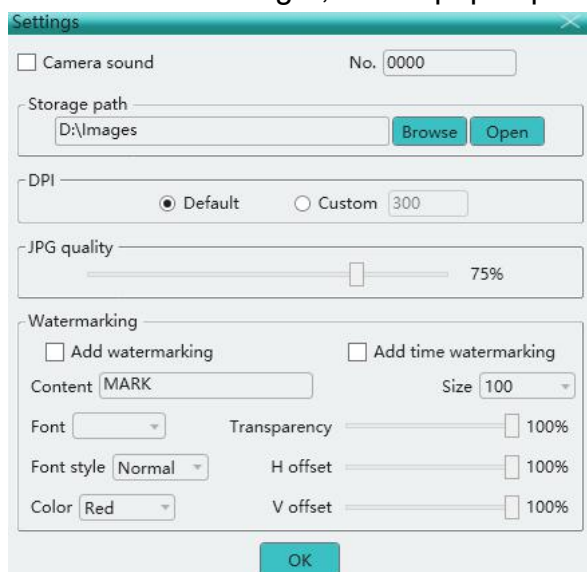 Settings
Camera sound No. 0000
Storage path
D:\Images Browse Open
DPI
Default Custom 300
JPG quality
75%
Watermarking
Add watermarking Add time watermarking
Content MARK Size 100
Font Transparency 100%
Font style Normal H offset 100%
Color Red V offset 100%
OK